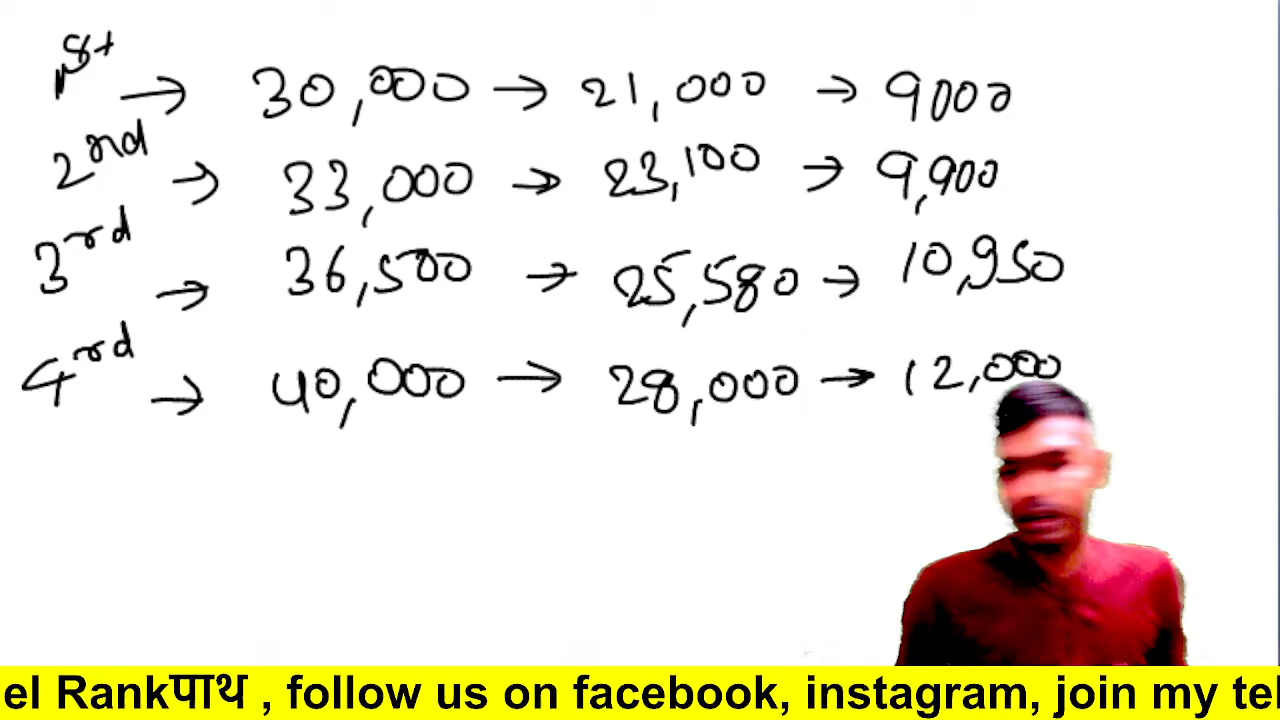 1st → 30,000 → 21,000 → 9000
2nd → 33,000 → 23,100 → 9,900
3rd → 36,500 → 25,580 → 10,950
4rd → 40,000 → 28,000 → 12,000
el Rankपाथ , follow us on facebook, instagram, join my tel